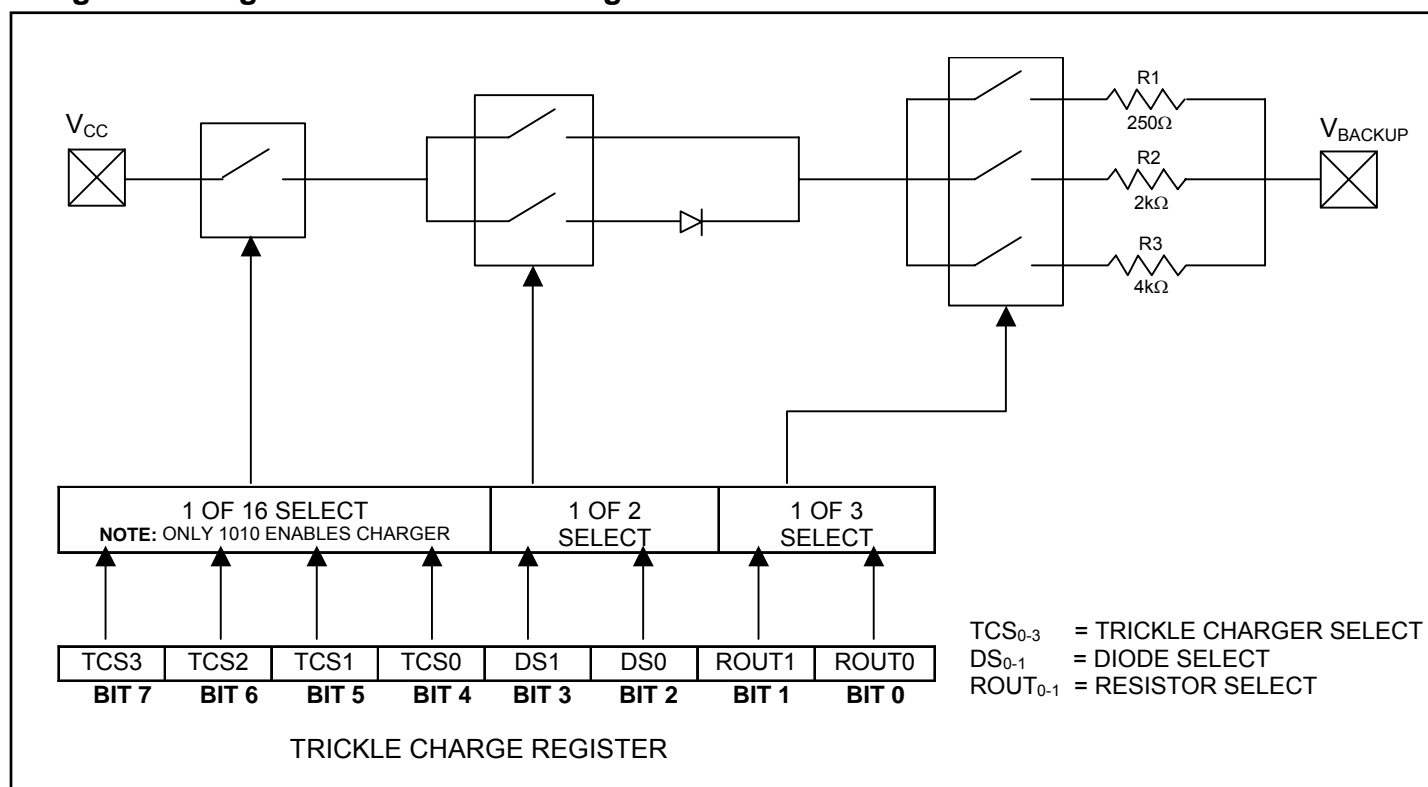 V_CC
R1
250Ω
V_BACKUP
R2
2kΩ
R3
4kΩ
1 OF 16 SELECT
NOTE: ONLY 1010 ENABLES CHARGER
1 OF 2
SELECT
1 OF 3
SELECT
TCS3 TCS2 TCS1 TCS0 DS1 DS0 ROUT1 ROUT0
BIT 7 BIT 6 BIT 5 BIT 4 BIT 3 BIT 2 BIT 1 BIT 0
TCS0-3 = TRICKLE CHARGER SELECT
DS0-1 = DIODE SELECT
ROUT0-1 = RESISTOR SELECT
TRICKLE CHARGE REGISTER